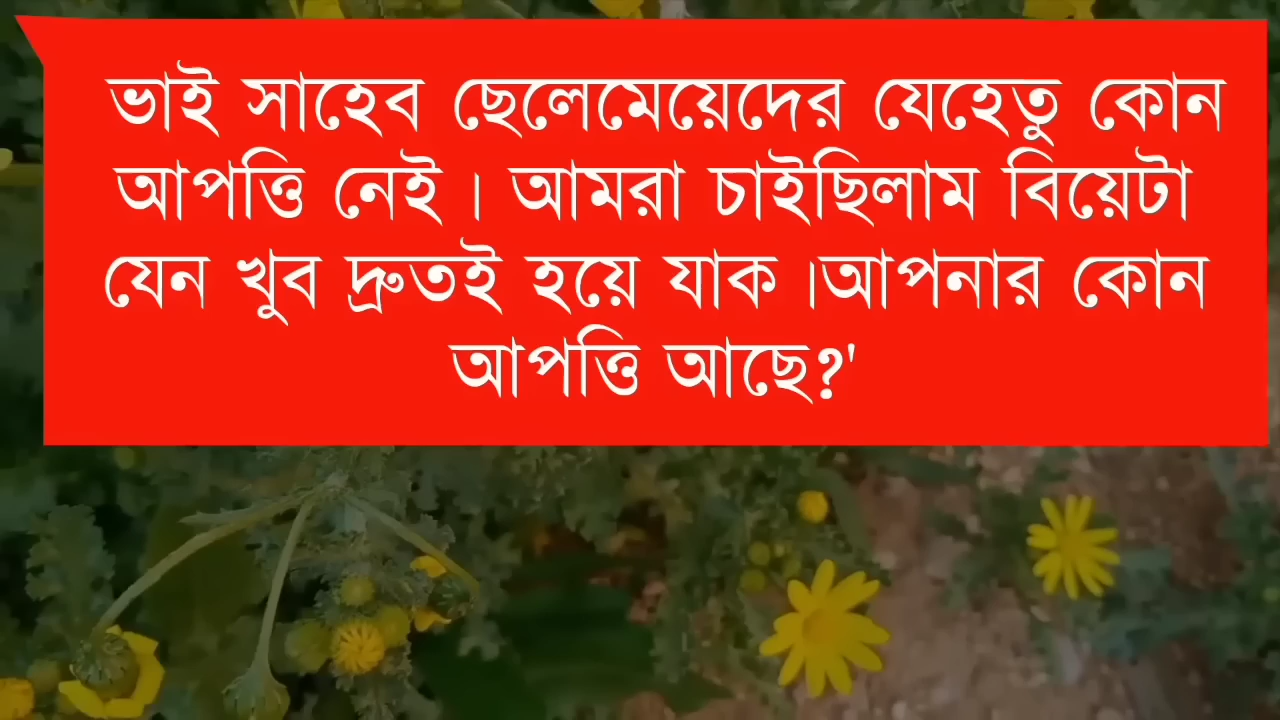 ভাই সাহেব ছেলেমেয়েদের যেহেতু কোন
আপত্তি নেই। আমরা চাইছিলাম বিয়েটা
যেন খুব দ্রুতই হয়ে যাক।আপনার কোন
আপত্তি আছে?'